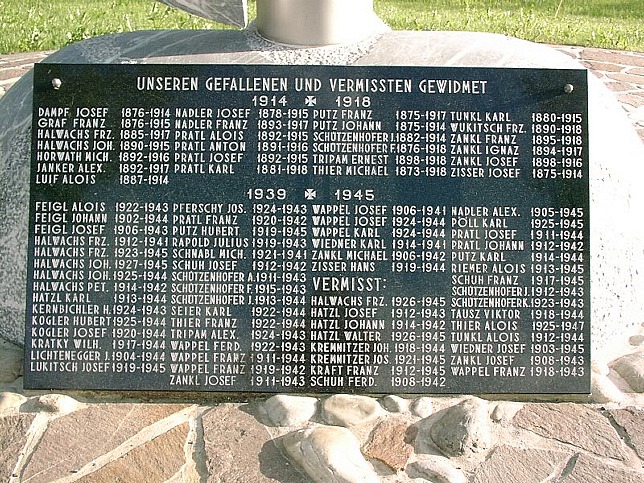 UNSEREN GEFALLENEN UND VERMISSTEN GEWIDMET
1914 ✠ 1918
DAMPF JOSEF 1876-1914 NADLER JOSEF 1878-1915 PUTZ FRANZ 1875-1917 TUNKL KARL 1880-1915
GRAF FRANZ 1876-1915 NADLER FRANZ 1893-1917 PUTZ JOHANN 1875-1914 WUKITSCH FRZ. 1890-1918
HALWACHS FRZ. 1885-1917 PRATL ALOIS 1892-1915 SCHÜTZENHOFER J. 1882-1914 ZANKL FRANZ 1895-1918
HALWACHS JOH. 1890-1915 PRATL ANTON 1891-1916 SCHÜTZENHOFER F. 1876-1918 ZANKL IGNAZ 1894-1917
HORWATH MICH. 1892-1916 PRATL JOSEF 1892-1915 TRIPAM ERNEST 1898-1918 ZANKL JOSEF 1898-1916
JANKER ALEX. 1892-1917 PRATL KARL 1881-1918 THIER MICHAEL 1873-1918 ZISSER JOSEF 1875-1914
LUIF ALOIS 1887-1914
1939 ✠ 1945
FEIGL ALOIS 1922-1943 PFERSCHY JOS. 1924-1943 WAPPEL JOSEF 1906-1941 NADLER ALEX. 1905-1945
FEIGL JOHANN 1902-1944 PRATL FRANZ 1920-1942 WAPPEL JOSEF 1924-1944 PÖLL KARL 1925-1945
FEIGL JOSEF 1906-1943 PUTZ HUBERT 1919-1945 WAPPEL KARL 1924-1944 PRATL JOSEF 1911-1944
HALWACHS FRZ. 1912-1941 RAPOLD JULIUS 1919-1943 WIEDNER KARL 1914-1941 PRATL JOHANN 1912-1942
HALWACHS FRZ. 1923-1945 SCHNABL MICH. 1921-1941 ZANKL MICHAEL 1906-1942 PUTZ KARL 1914-1944
HALWACHS JOH. 1927-1945 SCHUH JOSEF 1912-1942 ZISSER HANS 1919-1944 RIEMER ALOIS 1913-1945
HALWACHS JOH. 1925-1944 SCHÜTZENHOFER A. 1911-1943 SCHUH FRANZ 1917-1945
HALWACHS PET. 1914-1942 SCHÜTZENHOFER F. 1915-1943 VERMISST: SCHÜTZENHOFER J. 1912-1943
HATZL KARL 1913-1944 SCHÜTZENHOFER J. 1913-1944 HALWACHS FRZ. 1926-1945 SCHÜTZENHOFER K. 1923-1943
KERNBICHLER H. 1924-1943 SEIER KARL 1922-1944 HATZL JOSEF 1912-1943 TAUSZ VIKTOR 1918-1944
KOGLER HUBERT 1925-1944 THIER FRANZ 1922-1944 HATZL JOHANN 1914-1942 THIER ALOIS 1925-1947
KOGLER JOSEF 1920-1944 TRIPAM ALEX. 1924-1943 HATZL WALTER 1926-1945 TUNKL ALOIS 1912-1944
KRATKY WILH. 1917-1944 WAPPEL FERD. 1922-1943 KREMNITZER JOH. 1918-1944 WIEDNER JOSEF 1903-1945
LICHTENEGGER J. 1904-1944 WAPPEL FRANZ 1911-1944 KREMNITZER JOS. 1921-1945 ZANKL JOSEF 1908-1943
LUKITSCH JOSEF 1919-1945 WAPPEL FRANZ 1919-1942 KRAFT FRANZ 1912-1945 WAPPEL FRANZ 1918-1943
ZANKL JOSEF 1911-1943 SCHUH FERD. 1908-1942